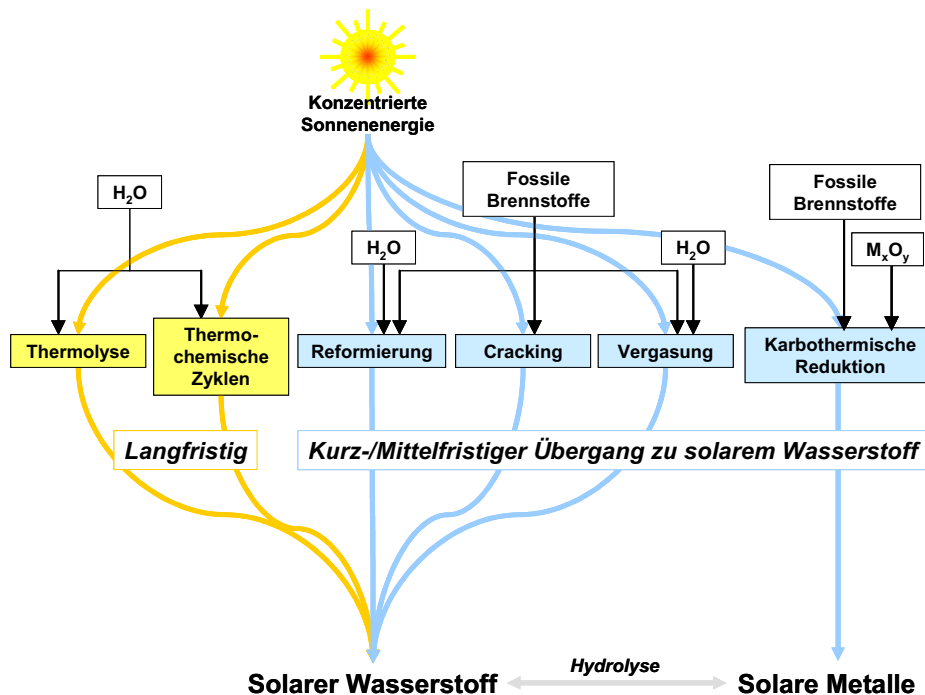 Konzentrierte
Sonnenenergie
H₂O
Fossile
Brennstoffe
Fossile
Brennstoffe
H₂O
H₂O
MₓOᵧ
Thermolyse
Thermo-
chemische
Zyklen
Reformierung
Cracking
Vergasung
Karbothermische
Reduktion
Langfristig
Kurz-/Mittelfristiger Übergang zu solarem Wasserstoff
Solarer Wasserstoff
Hydrolyse
Solare Metalle